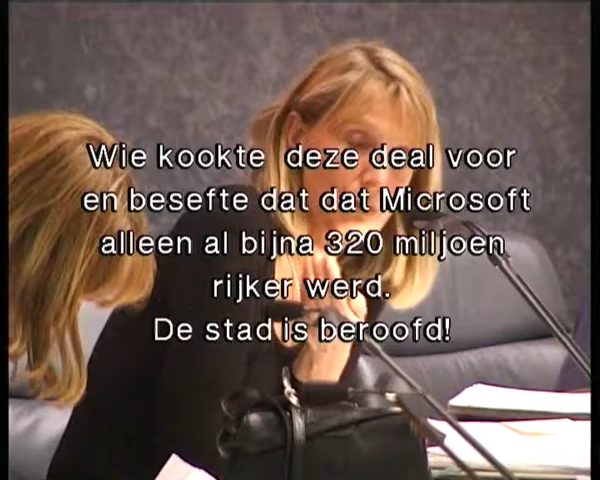 Wie kookte deze deal voor
en besefte dat dat Microsoft
alleen al bijna 320 miljoen
rijker werd.
De stad is beroofd!